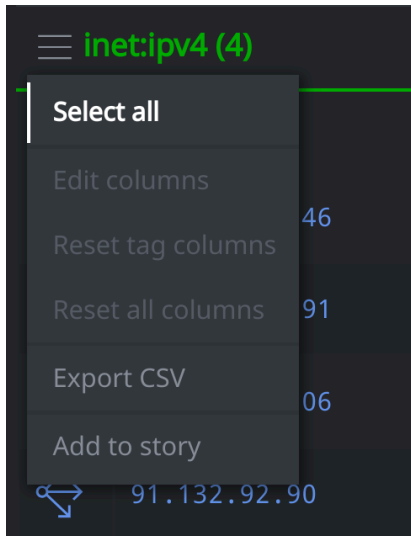 inet:ipv4 (4)
Select all
Edit columns
46
Reset tag columns
Reset all columns
91
Export CSV
06
Add to story
91.132.92.90